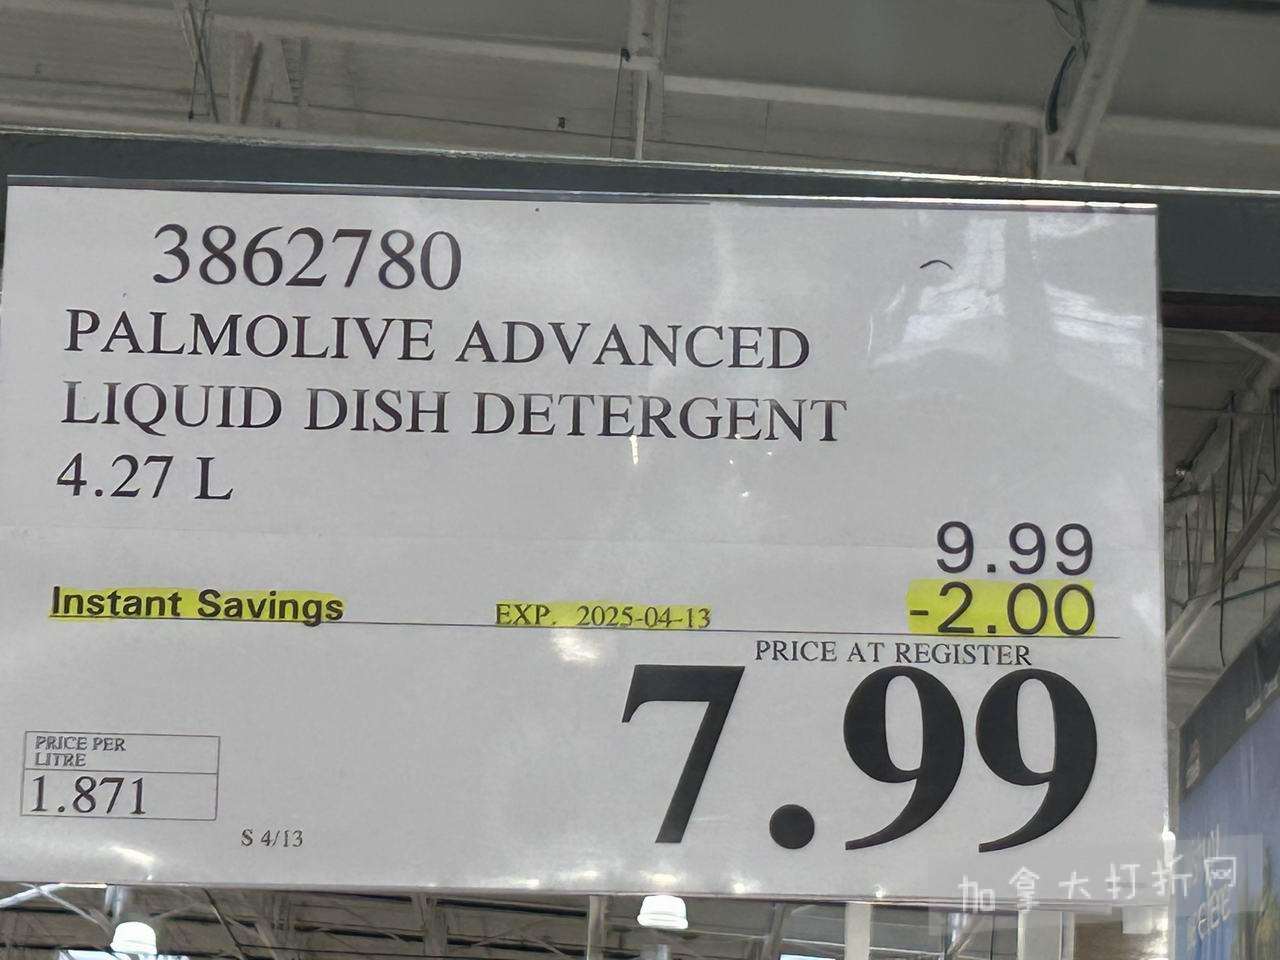 3862780
PALMOLIVE ADVANCED
LIQUID DISH DETERGENT
4.27 L
9.99
Instant Savings EXP. 2025-04-13 -2.00
PRICE AT REGISTER
7.99
PRICE PER
LITRE
1.871
S 4/13
加拿大打折网